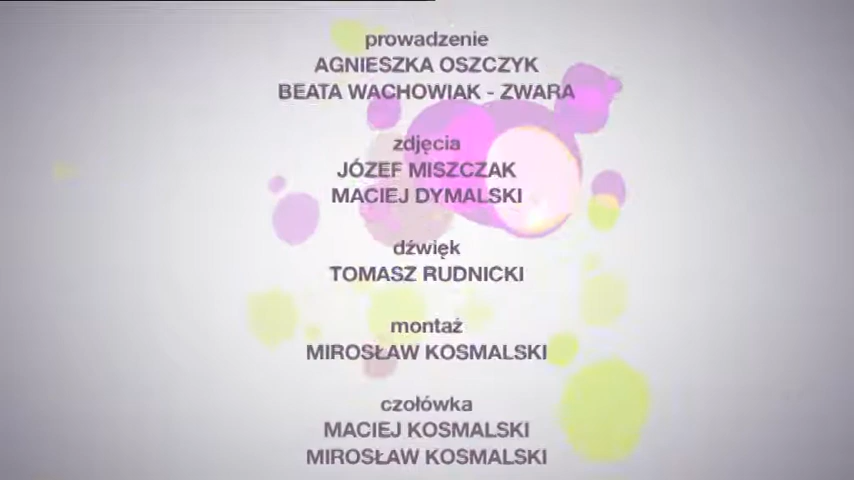 prowadzenie
AGNIESZKA OSZCZYK
BEATA WACHOWIAK - ZWARA
zdjęcia
JÓZEF MISZCZAK
MACIEJ DYMALSKI
dźwięk
TOMASZ RUDNICKI
montaż
MIROSŁAW KOSMALSKI
czołówka
MACIEJ KOSMALSKI
MIROSŁAW KOSMALSKI